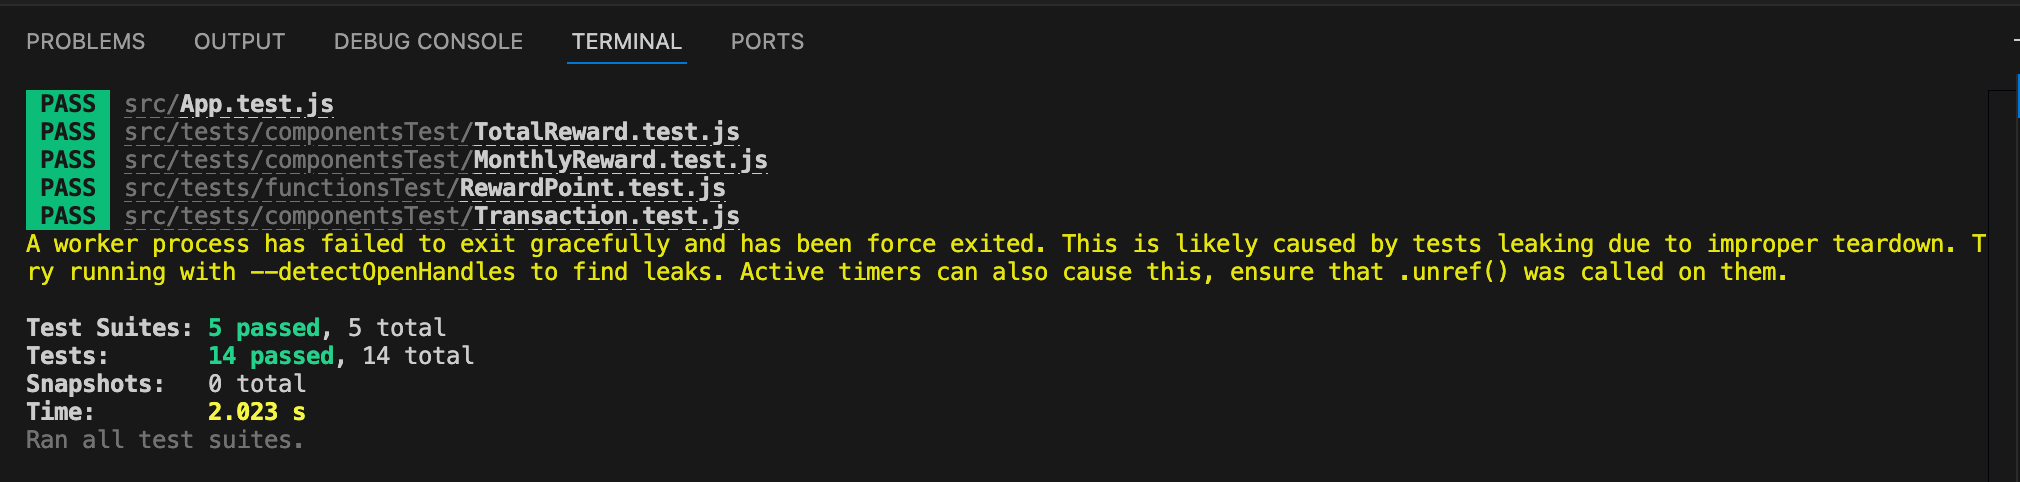 PROBLEMS OUTPUT DEBUG CONSOLE TERMINAL PORTS
PASS src/App.test.js
PASS src/tests/componentsTest/TotalReward.test.js
PASS src/tests/componentsTest/MonthlyReward.test.js
PASS src/tests/functionsTest/RewardPoint.test.js
PASS src/tests/componentsTest/Transaction.test.js
A worker process has failed to exit gracefully and has been force exited. This is likely caused by tests leaking due to improper teardown. T
ry running with --detectOpenHandles to find leaks. Active timers can also cause this, ensure that .unref() was called on them.
Test Suites: 5 passed, 5 total
Tests: 14 passed, 14 total
Snapshots: 0 total
Time: 2.023 s
Ran all test suites.